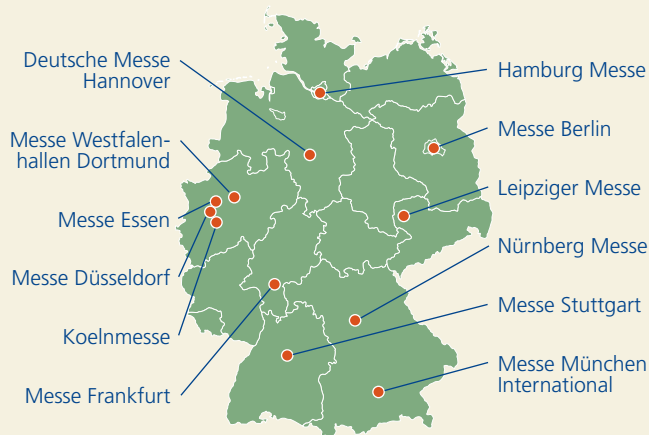 Deutsche Messe
Hannover
Messe Westfalen-
hallen Dortmund
Messe Essen
Messe Düsseldorf
Koelnmesse
Messe Frankfurt
Hamburg Messe
Messe Berlin
Leipziger Messe
Nürnberg Messe
Messe Stuttgart
Messe München
International